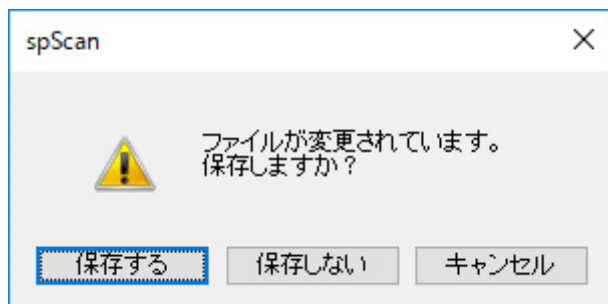 spScan
ファイルが変更されています。
保存しますか？
保存する
保存しない
キャンセル